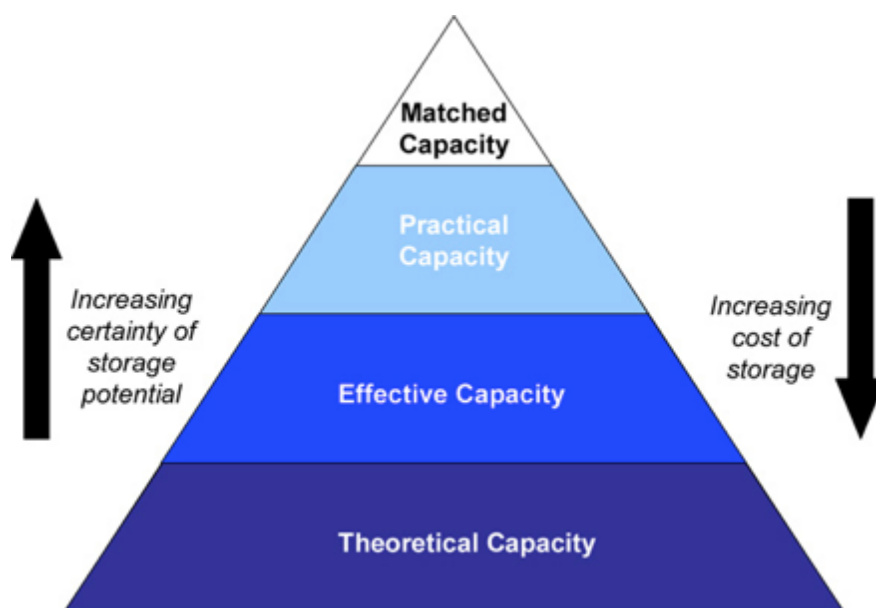 Matched
Capacity
Practical
Capacity
Increasing
certainty of
storage
potential
Increasing
cost of
storage
Effective Capacity
Theoretical Capacity